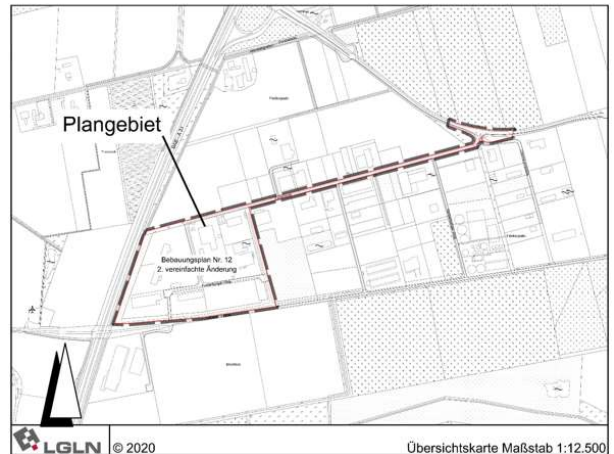 Plangebiet
Bebauungsplan Nr. 12
2. vereinfachte Änderung
LGLN
© 2020
Übersichtskarte Maßstab 1:12.500